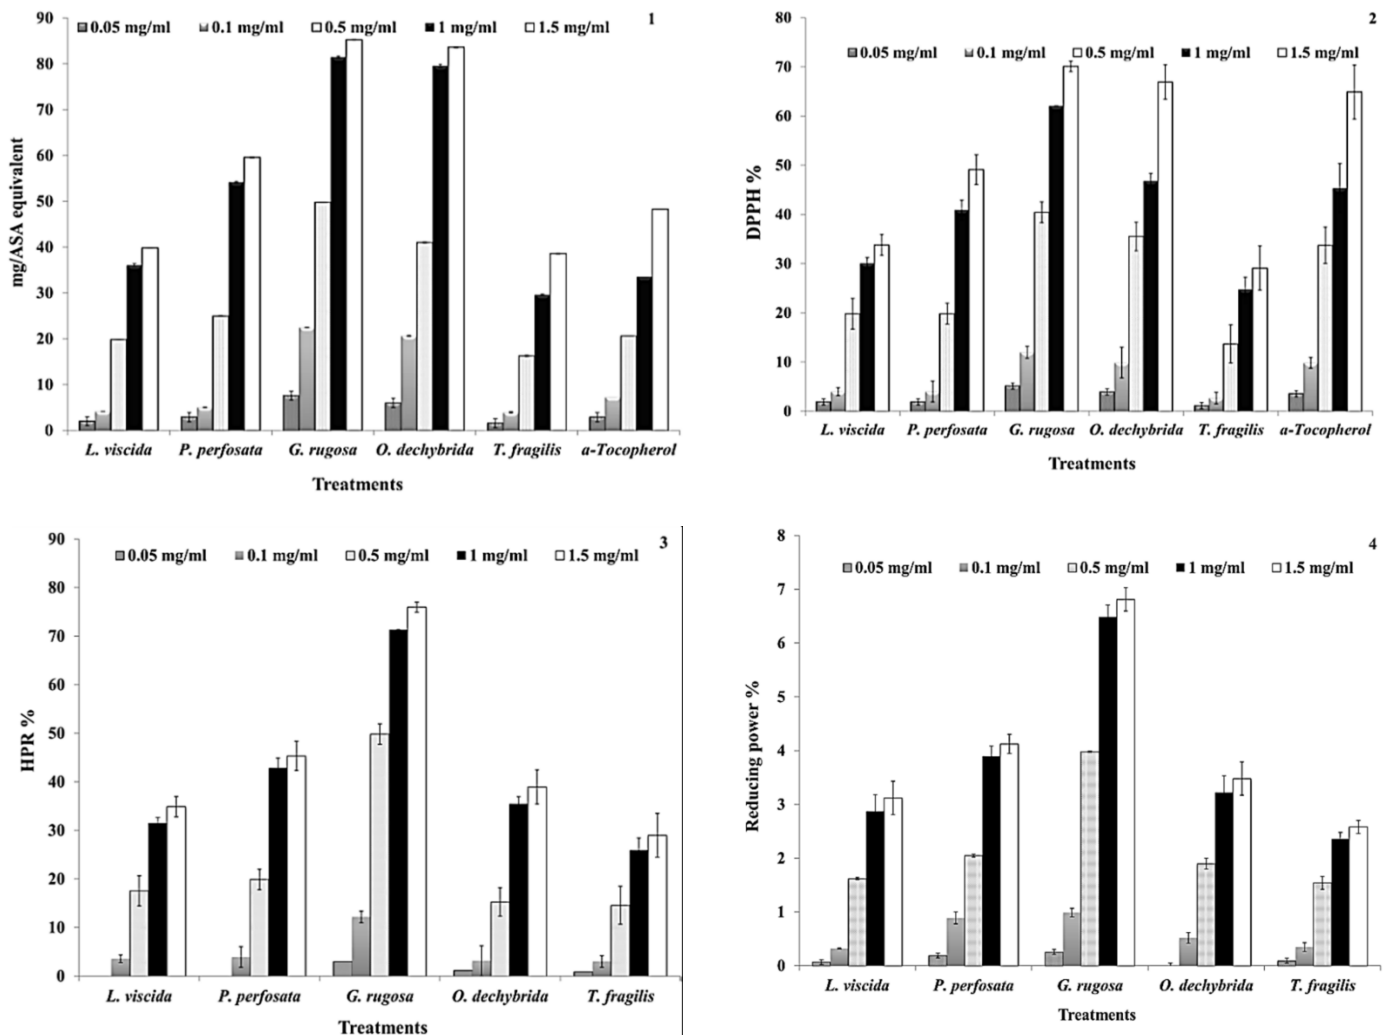 1
0.05 mg/ml 0.1 mg/ml 0.5 mg/ml 1 mg/ml 1.5 mg/ml
mg/ASA equivalent
90
80
70
60
50
40
30
20
10
0
L. viscida P. perfosata G. rugosa O. dechybrida T. fragilis a-Tocopherol
Treatments
2
0.05 mg/ml 0.1 mg/ml 0.5 mg/ml 1 mg/ml 1.5 mg/ml
DPPH %
80
70
60
50
40
30
20
10
0
L. viscida P. perfosata G. rugosa O. dechybrida T. fragilis a-Tocopherol
Treatments
3
0.05 mg/ml 0.1 mg/ml 0.5 mg/ml 1 mg/ml 1.5 mg/ml
HPR %
90
80
70
60
50
40
30
20
10
0
L. viscida P. perfosata G. rugosa O. dechybrida T. fragilis
Treatments
4
0.05 mg/ml 0.1 mg/ml 0.5 mg/ml 1 mg/ml 1.5 mg/ml
Reducing power %
8
7
6
5
4
3
2
1
0
L. viscida P. perfosata G. rugosa O. dechybrida T. fragilis
Treatments